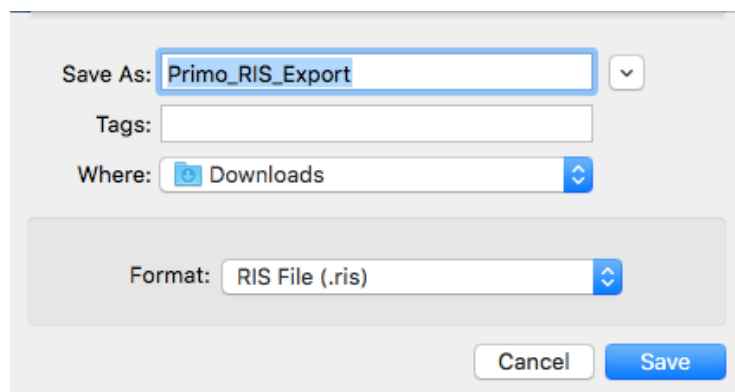 Save As: Primo_RIS_Export
Tags:
Where: Downloads
Format: RIS File (.ris)
Cancel Save